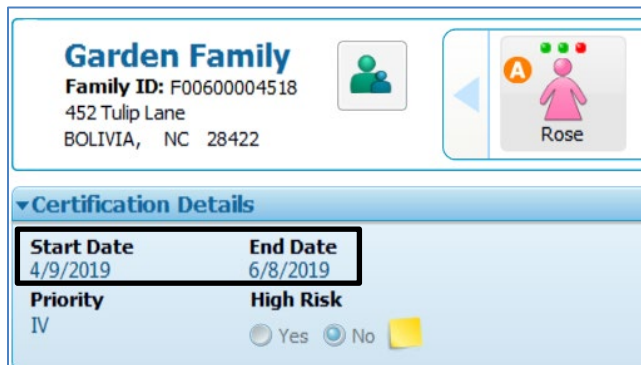 Garden Family
Family ID: F00600004518
452 Tulip Lane
BOLIVIA, NC 28422
A
Rose
Certification Details
Start Date End Date
4/9/2019 6/8/2019
Priority High Risk
IV Yes No